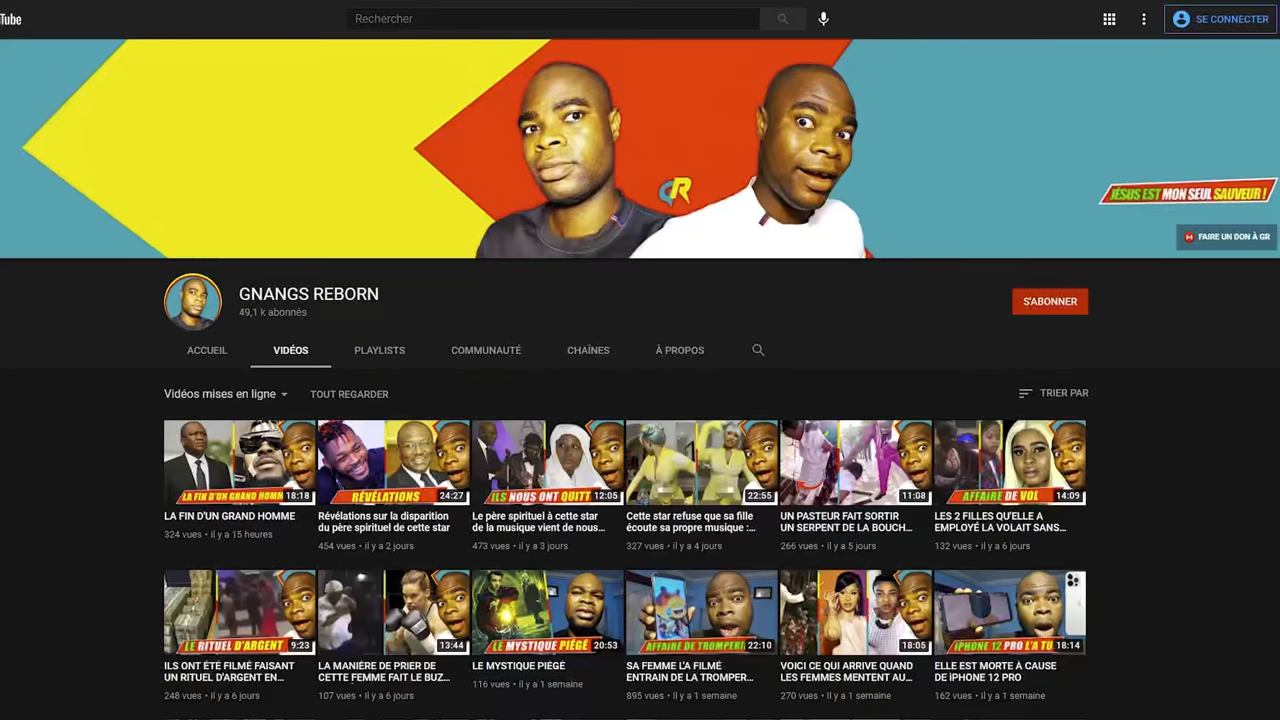 Tube
Rechercher
SE CONNECTER
JÉSUS EST MON SEUL SAUVEUR !
FAIRE UN DON À GR
GNANGS REBORN
49,1 k abonnés
S'ABONNER
ACCUEIL
VIDÉOS
PLAYLISTS
COMMUNAUTÉ
CHAÎNES
À PROPOS
Vidéos mises en ligne
TOUT REGARDER
TRIER PAR
LA FIN D'UN GRAND HOMM
18:18
RÉVÉLATIONS
24:27
ILS NOUS ONT QUITT
12:05
22:55
11:08
AFFAIRE DE VOL
14:09
LA FIN D'UN GRAND HOMME
324 vues • il y a 15 heures
Révélations sur la disparition
du père spirituel de cette star
454 vues • il y a 2 jours
Le père spirituel à cette star
de la musique vient de nous...
473 vues • il y a 3 jours
Cette star refuse que sa fille
écoute sa propre musique :...
327 vues • il y a 4 jours
UN PASTEUR FAIT SORTIR
UN SERPENT DE LA BOUCH...
266 vues • il y a 5 jours
LES 2 FILLES QU'ELLE A
EMPLOYÉ LA VOLAIT SANS...
132 vues • il y a 6 jours
LE RITUEL D'ARGENT
9:23
13:44
LE MYSTIQUE PIÉGÉ
20:53
AFFAIRE DE TROMPERI
22:10
18:05
IPHONE 12 PRO L'A TU
18:14
ILS ONT ÉTÉ FILMÉ FAISANT
UN RITUEL D'ARGENT EN...
248 vues • il y a 6 jours
LA MANIÈRE DE PRIER DE
CETTE FEMME FAIT LE BUZ...
107 vues • il y a 6 jours
LE MYSTIQUE PIÉGÉ
116 vues • il y a 1 semaine
SA FEMME L'A FILMÉ
ENTRAIN DE LA TROMPER...
895 vues • il y a 1 semaine
VOICI CE QUI ARRIVE QUAND
LES FEMMES MENTENT AU...
270 vues • il y a 1 semaine
ELLE EST MORTE À CAUSE
DE iPHONE 12 PRO
162 vues • il y a 1 semaine